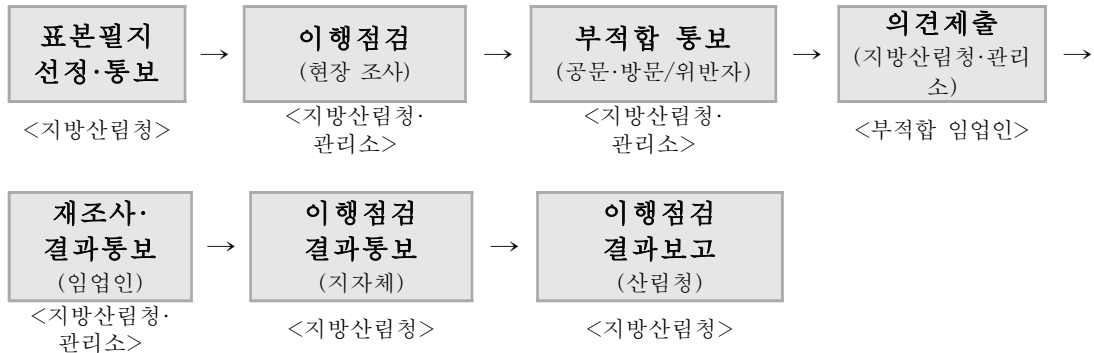 표본필지
선정·통보
<지방산림청>
→
이행점검
(현장 조사)
<지방산림청·
관리소>
→
부적합 통보
(공문·방문/위반자)
<지방산림청·
관리소>
→
의견제출
(지방산림청·관리
소)
<부적합 임업인>
→
재조사·
결과통보
(임업인)
<지방산림청·
관리소>
→
이행점검
결과통보
(지자체)
<지방산림청>
→
이행점검
결과보고
(산림청)
<지방산림청>